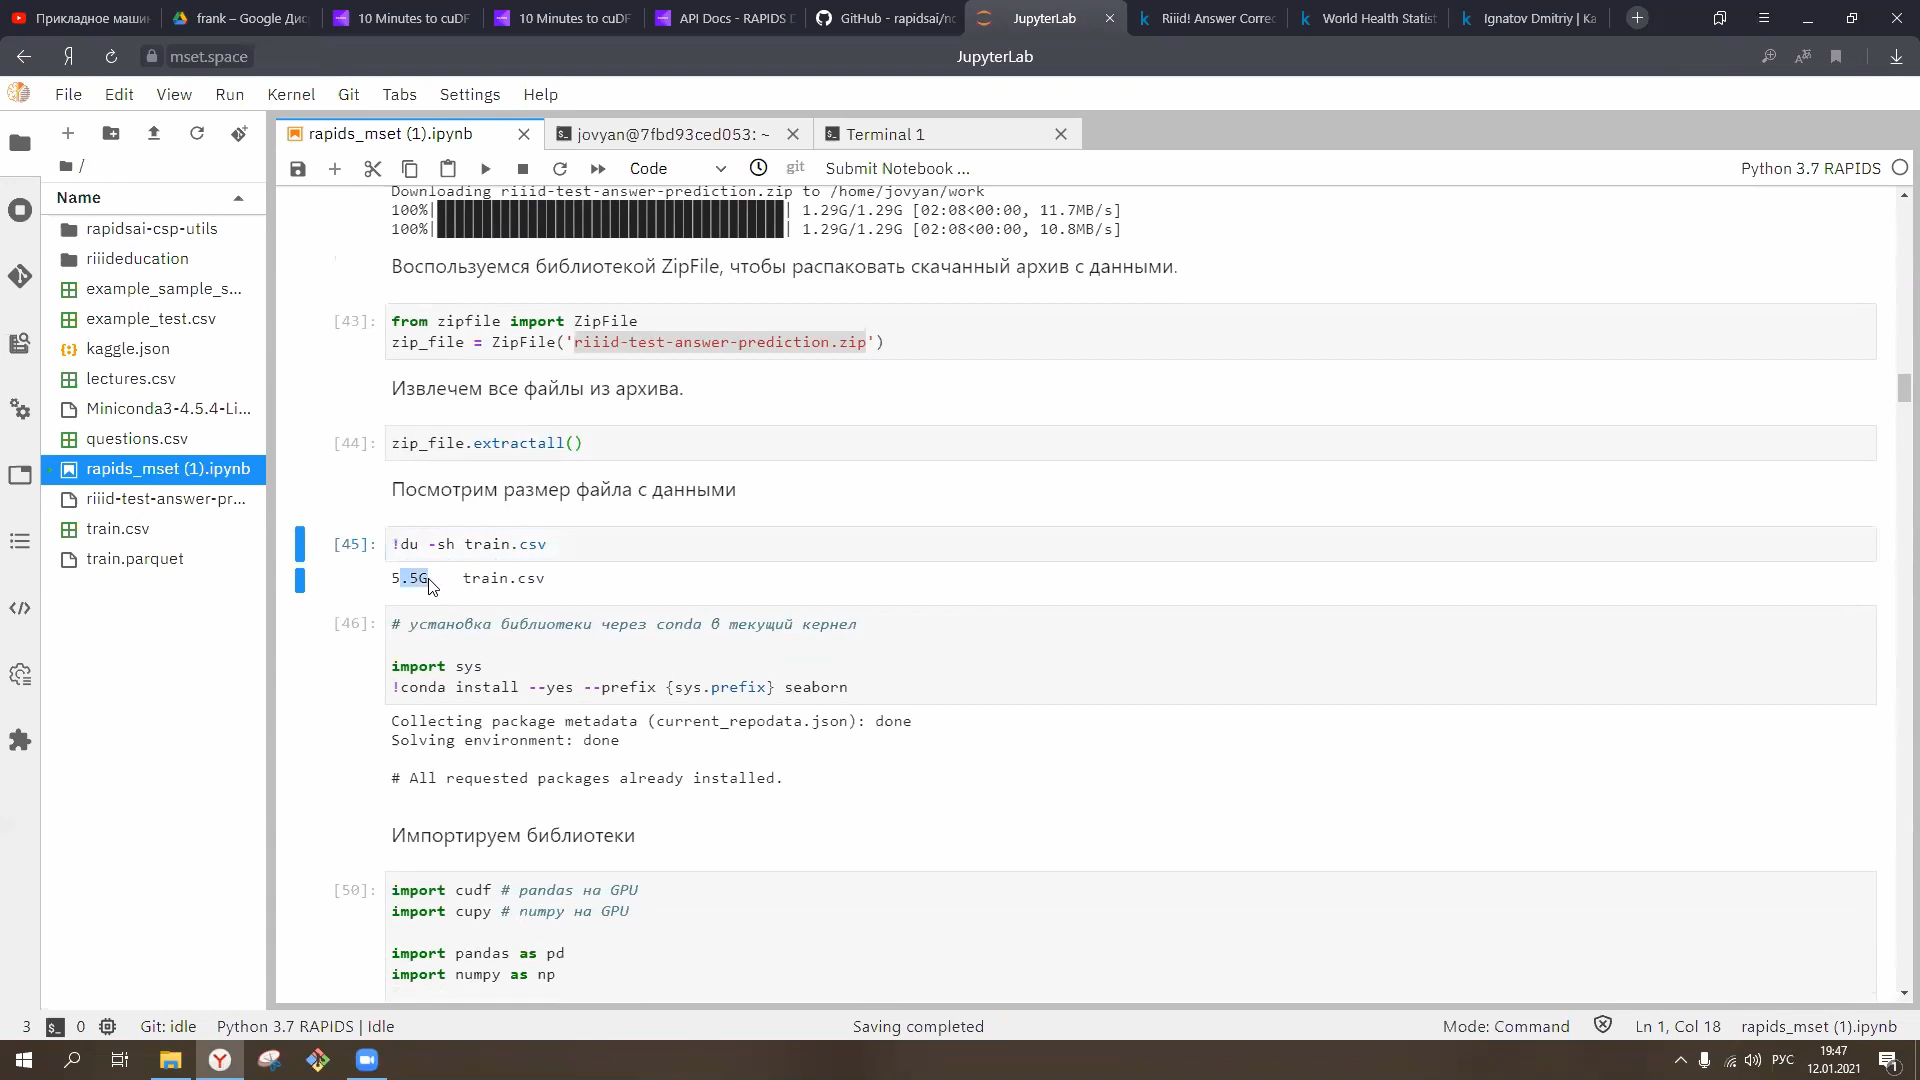 Прикладное маши
frank – Google Дис
10 Minutes to cuDF
10 Minutes to cuDF
API Docs - RAPIDS D
GitHub - rapidsai/no
JupyterLab
Riiid! Answer Correc
World Health Statist
Ignatov Dmitriy | Ka
mset.space
JupyterLab
File Edit View Run Kernel Git Tabs Settings Help
rapids_mset (1).ipynb
jovyan@7fbd93ced053: ~
Terminal 1
/
Code
git
Submit Notebook ...
Python 3.7 RAPIDS
Name
rapidsai-csp-utils
riiideducation
example_sample_s...
example_test.csv
kaggle.json
lectures.csv
Miniconda3-4.5.4-Li...
questions.csv
rapids_mset (1).ipynb
riiid-test-answer-pr...
train.csv
train.parquet
Downloading riiid-test-answer-prediction.zip to /home/jovyan/work
100%| | 1.29G/1.29G [02:08<00:00, 11.7MB/s]
100%| | 1.29G/1.29G [02:08<00:00, 10.8MB/s]
Воспользуемся библиотекой ZipFile, чтобы распаковать скачанный архив с данными.
[43]: from zipfile import ZipFile
zip_file = ZipFile('riiid-test-answer-prediction.zip')
Извлечем все файлы из архива.
[44]: zip_file.extractall()
Посмотрим размер файла с данными
[45]: !du -sh train.csv
5.5G train.csv
[46]: # установка библиотеки через conda в текущий кернел
import sys
!conda install --yes --prefix {sys.prefix} seaborn
Collecting package metadata (current_repodata.json): done
Solving environment: done
# All requested packages already installed.
Импортируем библиотеки
[50]: import cudf # pandas на GPU
import cupy # numpy на GPU
import pandas as pd
import numpy as np
3 0 Git: idle Python 3.7 RAPIDS | Idle Saving completed Mode: Command Ln 1, Col 18 rapids_mset (1).ipynb
РУС
19:47
12.01.2021
1